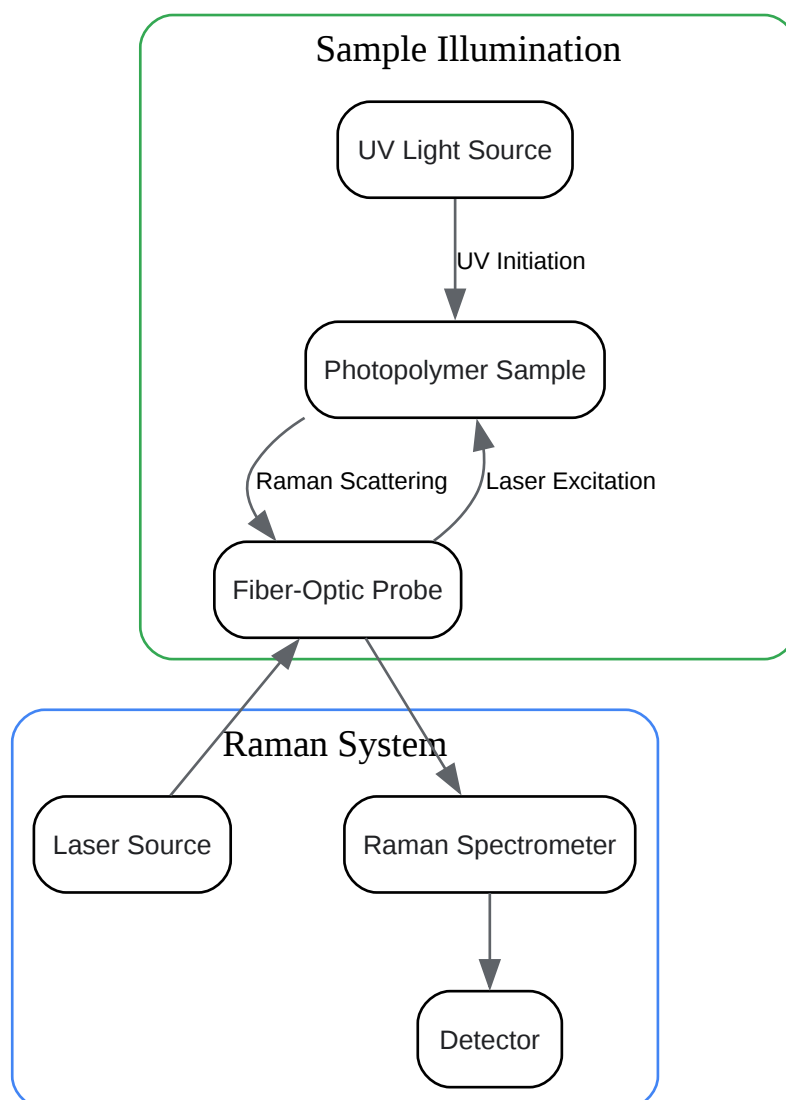 Sample Illumination
UV Light Source
UV Initiation
Photopolymer Sample
Raman Scattering
Laser Excitation
Fiber-Optic Probe
Raman System
Laser Source
Raman Spectrometer
Detector